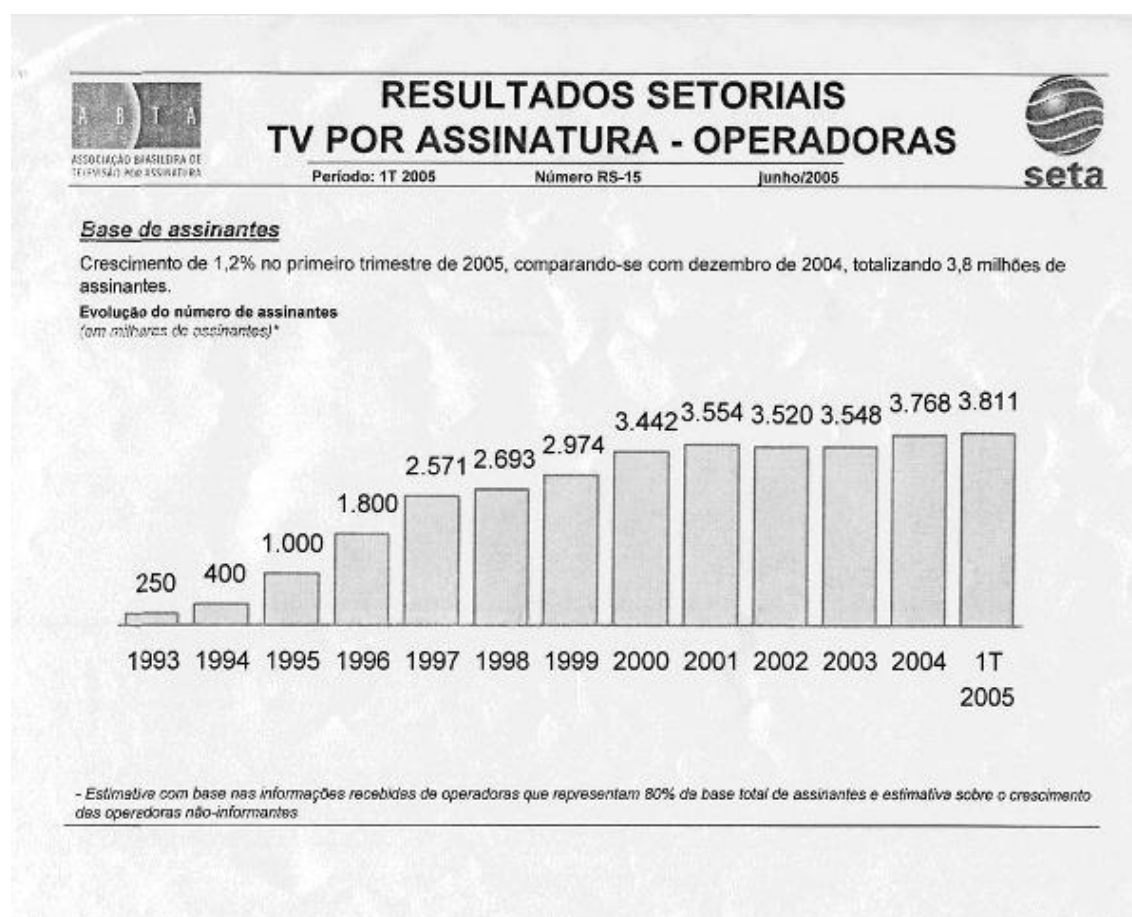 A B T A
ASSOCIAÇÃO BRASILEIRA DE
TELEVISÃO POR ASSINATURA
RESULTADOS SETORIAIS
TV POR ASSINATURA - OPERADORAS
Período: 1T 2005 Número RS-15 junho/2005
seta
Base de assinantes
Crescimento de 1,2% no primeiro trimestre de 2005, comparando-se com dezembro de 2004, totalizando 3,8 milhões de
assinantes.
Evolução do número de assinantes
(em milhares de assinantes)*
250 400 1.000 1.800 2.571 2.693 2.974 3.442 3.554 3.520 3.548 3.768 3.811
1993 1994 1995 1996 1997 1998 1999 2000 2001 2002 2003 2004 1T
2005
- Estimativa com base nas informações recebidas de operadoras que representam 80% da base total de assinantes e estimativa sobre o crescimento
das operadoras não-informantes